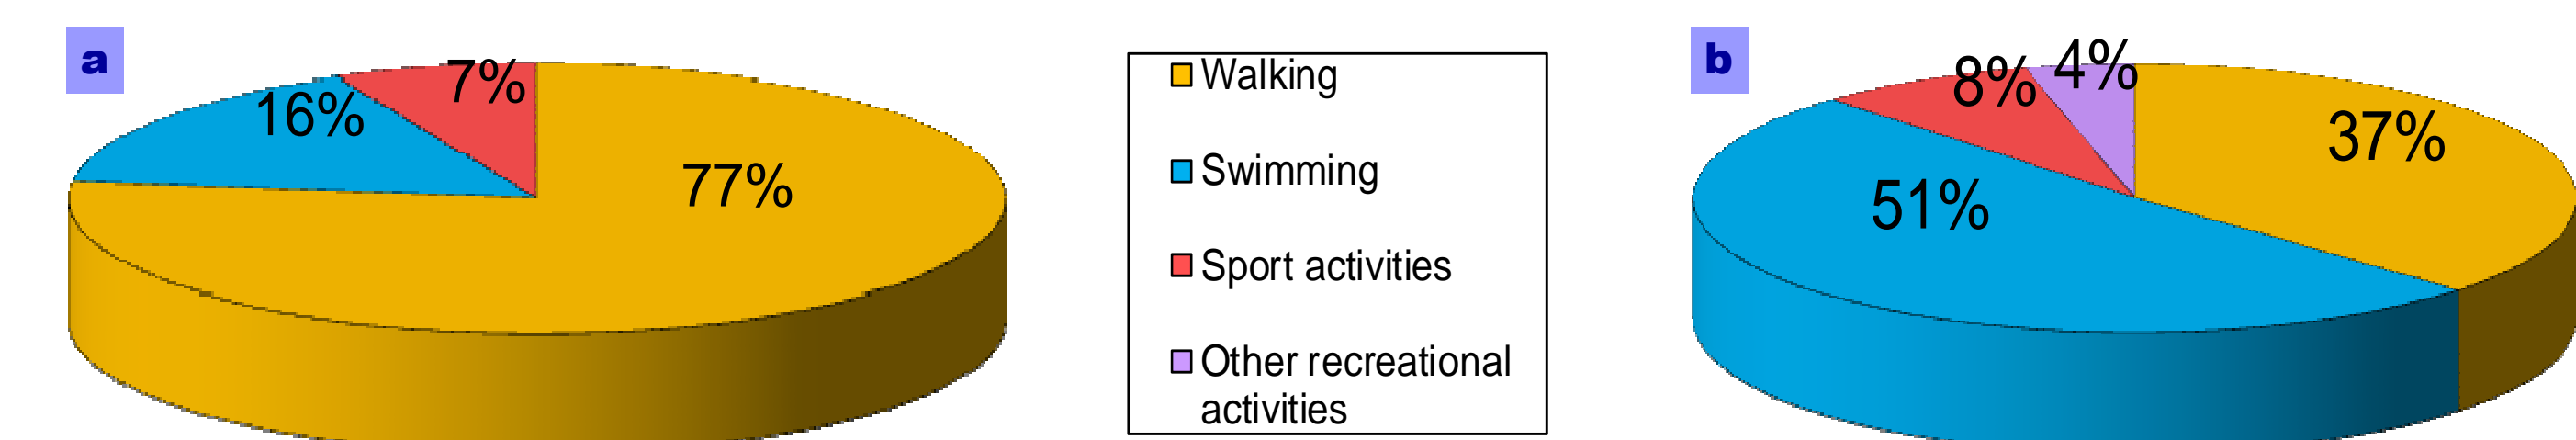 a
7%
16%
77%
Walking
Swimming
Sport activities
Other recreational
activities
b
4%
8%
37%
51%